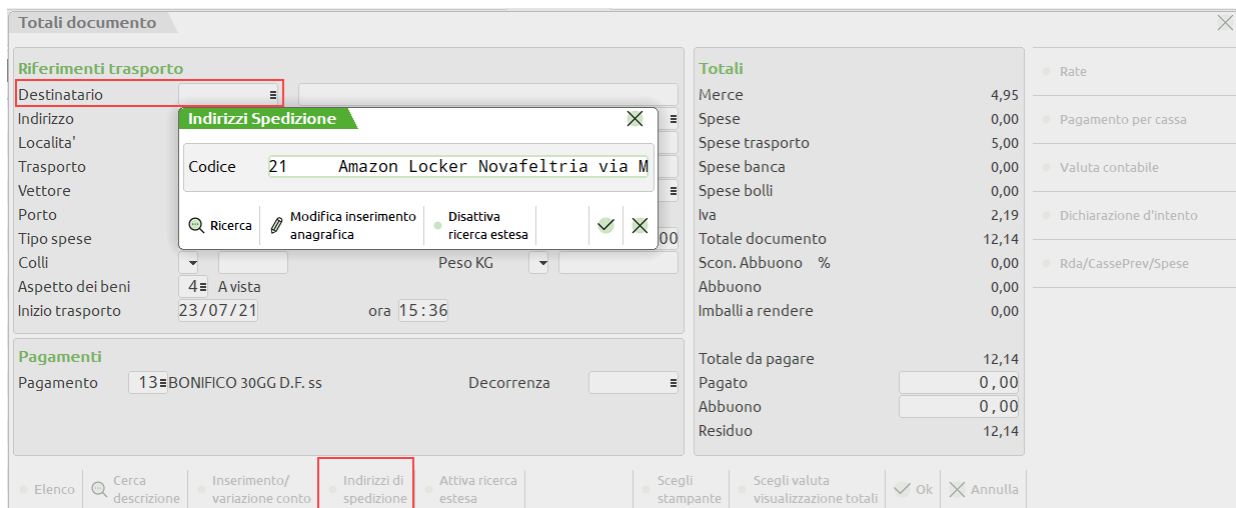 Totali documento
Riferimenti trasporto
Destinatario
Indirizzo
Localita'
Trasporto
Vettore
Porto
Tipo spese
00
Colli
Peso KG
Aspetto dei beni 4 A vista
Inizio trasporto 23/07/21 ora 15:36
Indirizzi Spedizione
Codice 21 Amazon Locker Novafeltria via M
Ricerca
Modifica inserimento
anagrafica
Disattiva
ricerca estesa
Pagamenti
Pagamento 13 BONIFICO 30GG D.F. ss Decorrenza
Totali
Merce 4,95
Spese 0,00
Spese trasporto 5,00
Spese banca 0,00
Spese bolli 0,00
Iva 2,19
Totale documento 12,14
Scon. Abbuono % 0,00
Abbuono 0,00
Imballi a rendere 0,00
Totale da pagare 12,14
Pagato 0,00
Abbuono 0,00
Residuo 12,14
Rate
Pagamento per cassa
Valuta contabile
Dichiarazione d'intento
Rda/CassePrev/Spese
Elenco
Cerca
descrizione
Inserimento/
variazione conto
Indirizzi di
spedizione
Attiva ricerca
estesa
Scegli
stampante
Scegli valuta
visualizzazione totali
Ok
Annulla